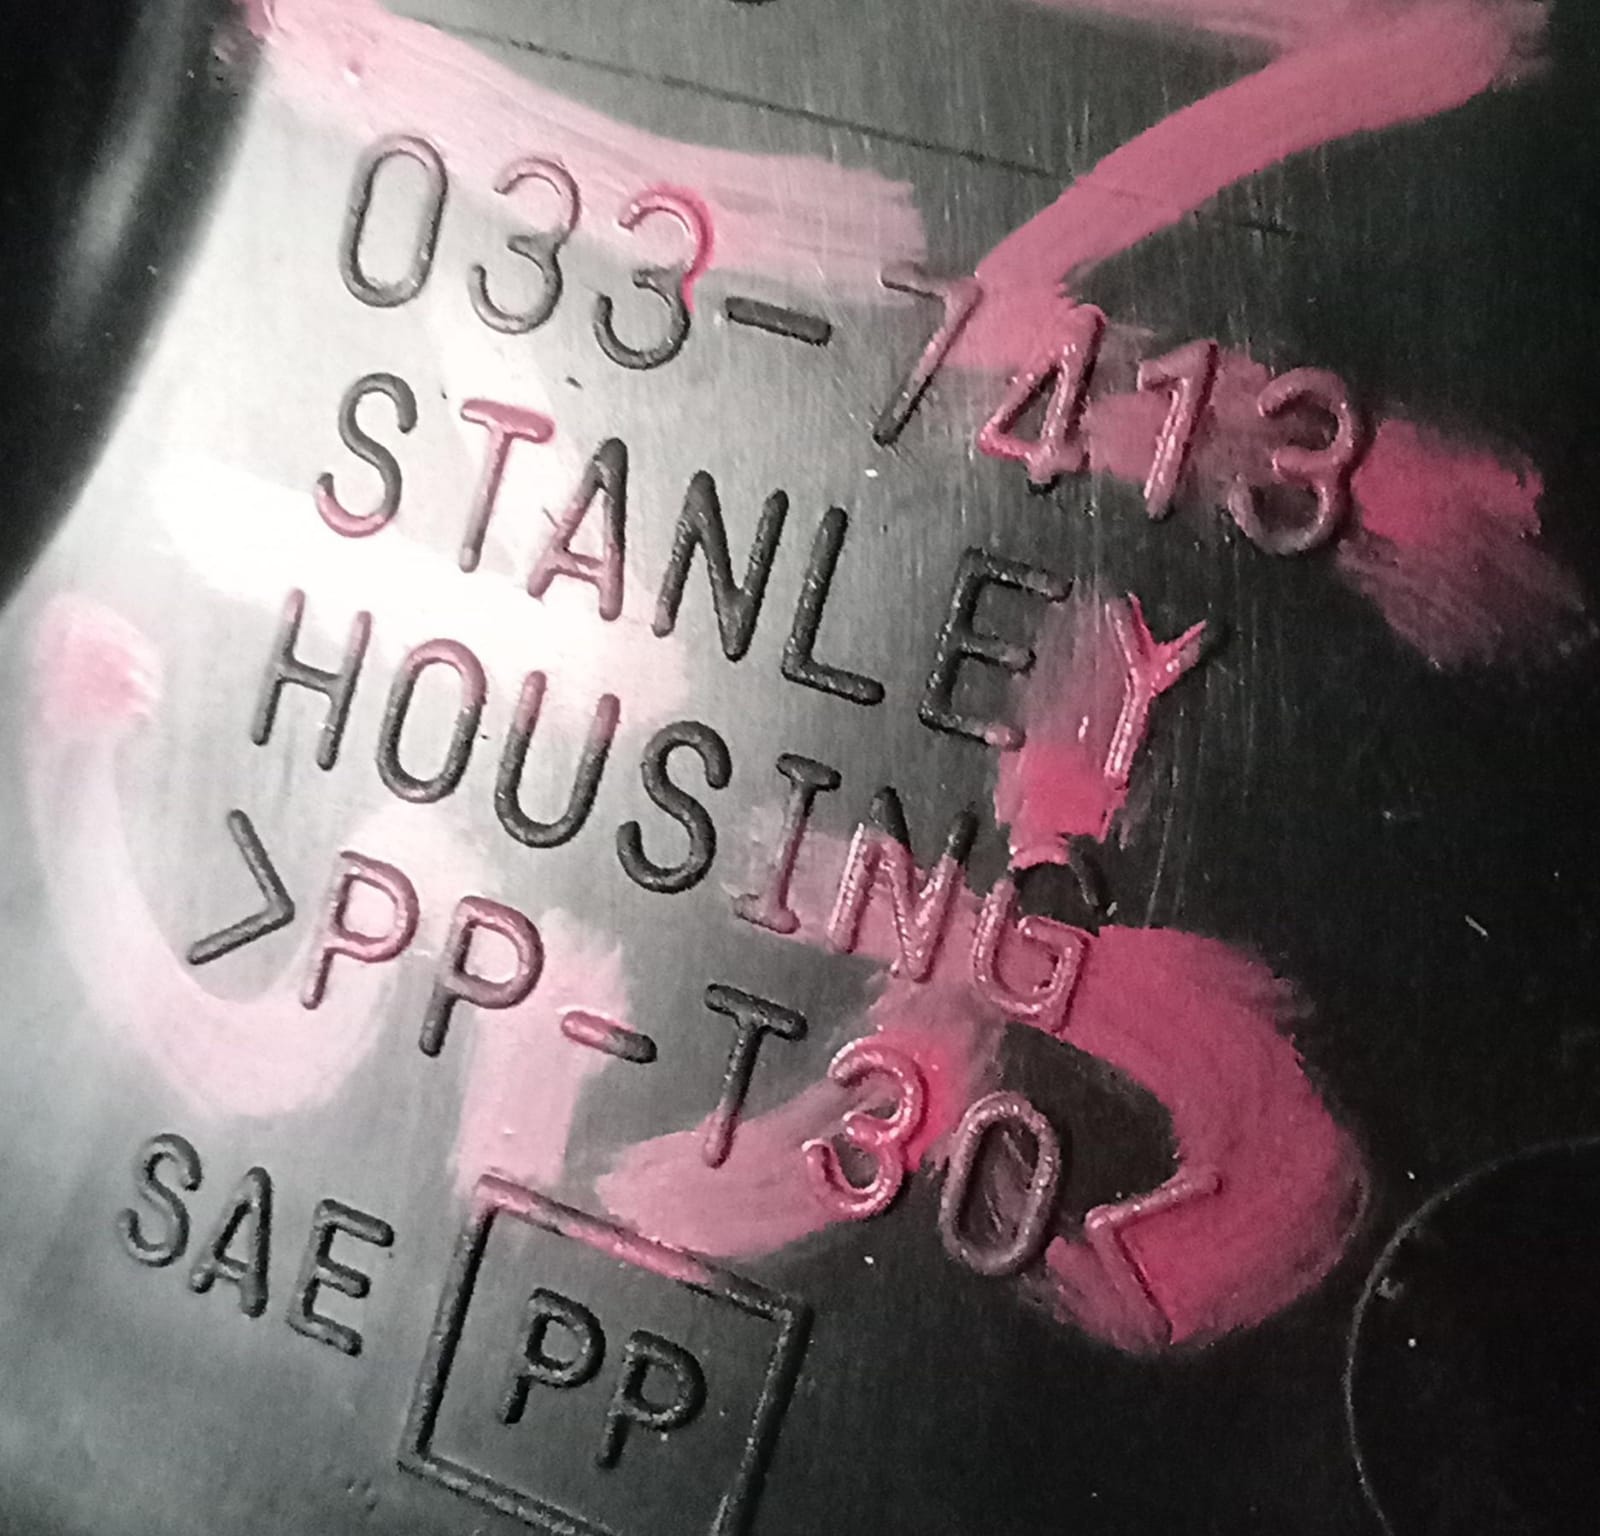 033-7413
STANLEY
HOUSING
>PP-T30<
SAE PP